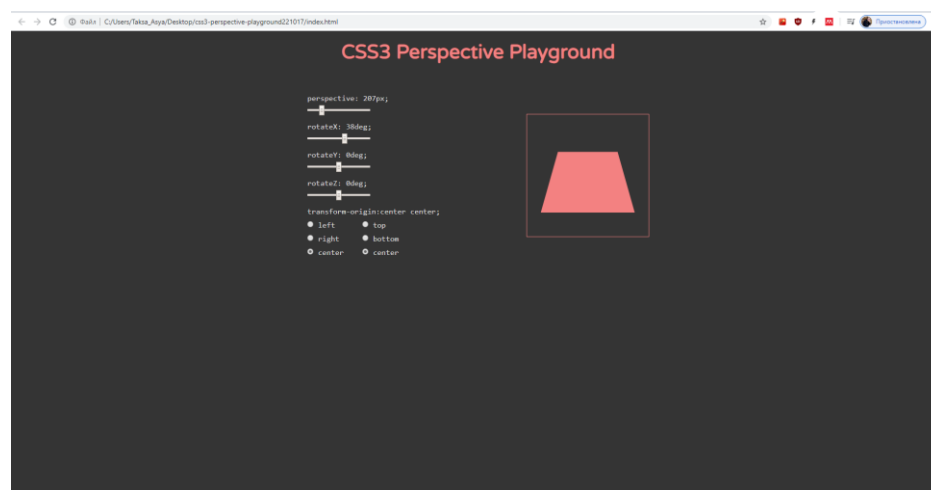 Файл C:/Users/Taksa_Asya/Desktop/css3-perspective-playground221017/index.html
Приостановлена
CSS3 Perspective Playground
perspective: 207px;
rotateX: 38deg;
rotateY: 0deg;
rotateZ: 0deg;
transform-origin:center center;
left top
right bottom
center center